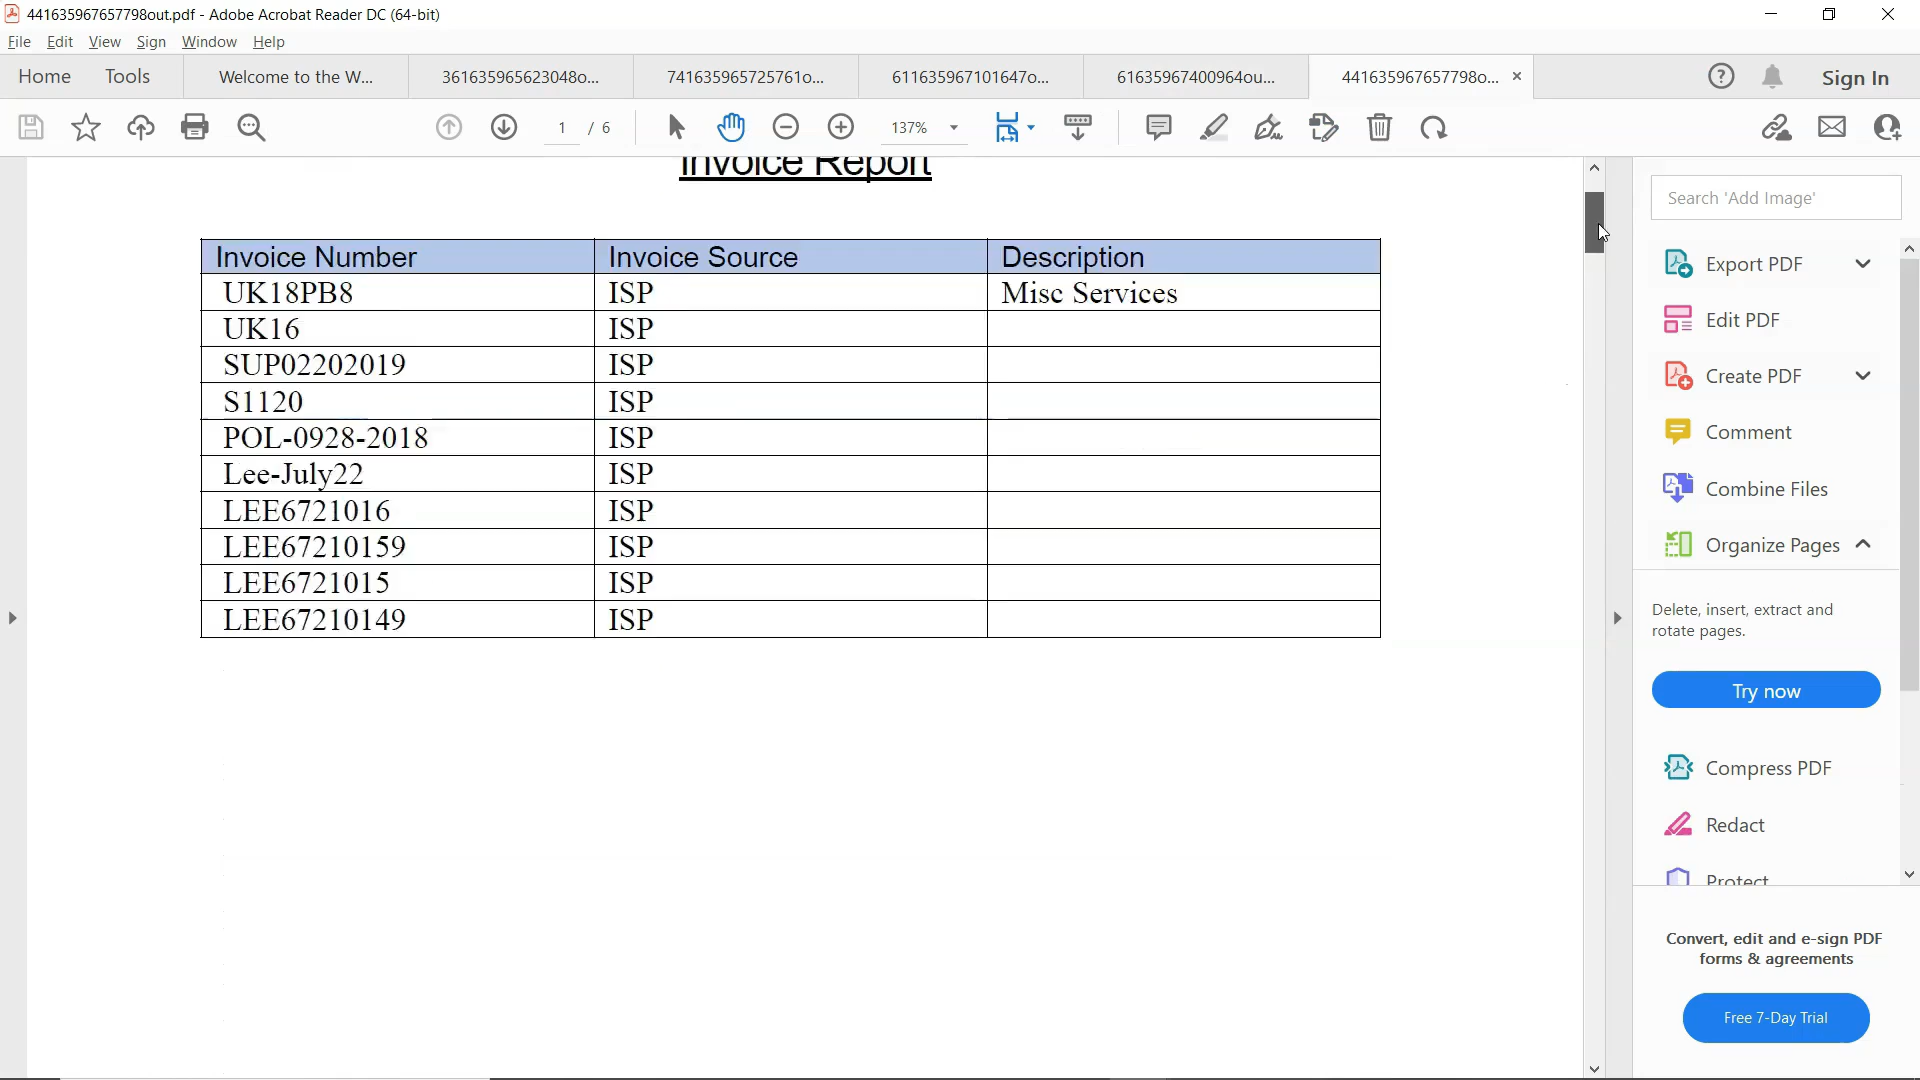 441635967657798out.pdf - Adobe Acrobat Reader DC (64-bit)
File Edit View Sign Window Help
Home Tools Welcome to the W... 361635965623048o... 741635965725761o... 611635967101647o... 61635967400964ou... 441635967657798o... Sign In
1 / 6 137%
Invoice Report
Invoice Number Invoice Source Description
UK18PB8 ISP Misc Services
UK16 ISP
SUP02202019 ISP
S1120 ISP
POL-0928-2018 ISP
Lee-July22 ISP
LEE6721016 ISP
LEE67210159 ISP
LEE6721015 ISP
LEE67210149 ISP
Search 'Add Image'
Export PDF
Edit PDF
Create PDF
Comment
Combine Files
Organize Pages
Delete, insert, extract and
rotate pages.
Try now
Compress PDF
Redact
Protect
Convert, edit and e-sign PDF
forms & agreements
Free 7-Day Trial